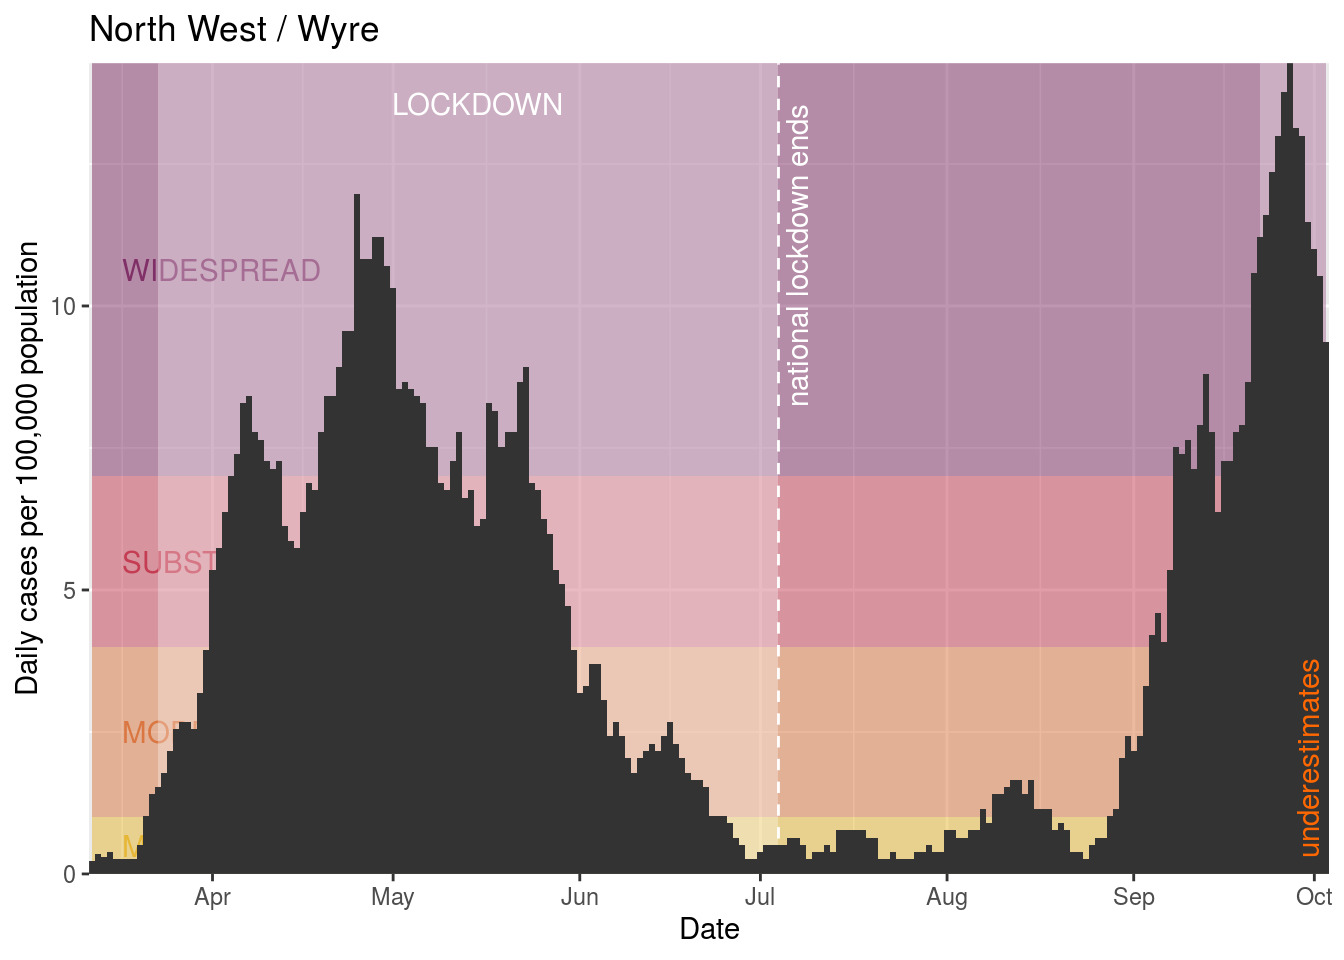 North West / Wyre
LOCKDOWN
national lockdown ends
WIDESPREAD
SUBST
MO
M
underestimates
Daily cases per 100,000 population
10
5
0
Apr
May
Jun
Jul
Aug
Sep
Oct
Date